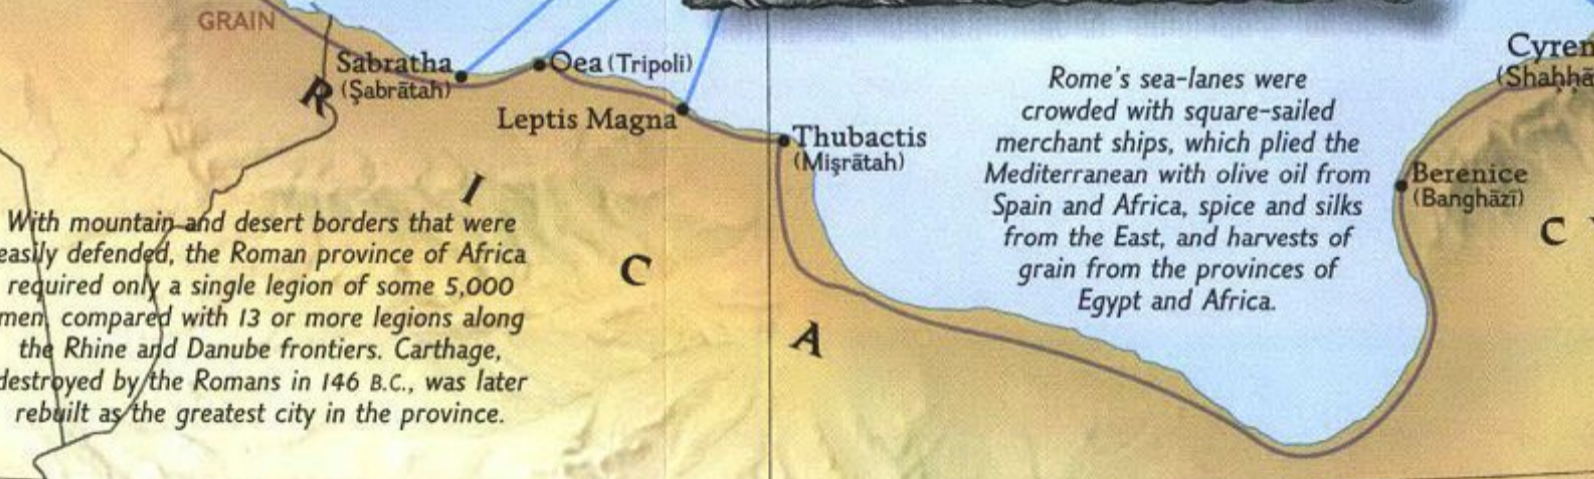 GRAIN
Sabratha
(Şabrātah)
Oea (Tripoli)
Leptis Magna
Thubactis
(Mişrātah)
Rome's sea-lanes were
crowded with square-sailed
merchant ships, which plied the
Mediterranean with olive oil from
Spain and Africa, spice and silks
from the East, and harvests of
grain from the provinces of
Egypt and Africa.
Cyren
(Shaḩḩā
Berenice
(Banghāzī)
R I C A
C
With mountain and desert borders that were
easily defended, the Roman province of Africa
required only a single legion of some 5,000
men, compared with 13 or more legions along
the Rhine and Danube frontiers. Carthage,
destroyed by the Romans in 146 B.C., was later
rebuilt as the greatest city in the province.